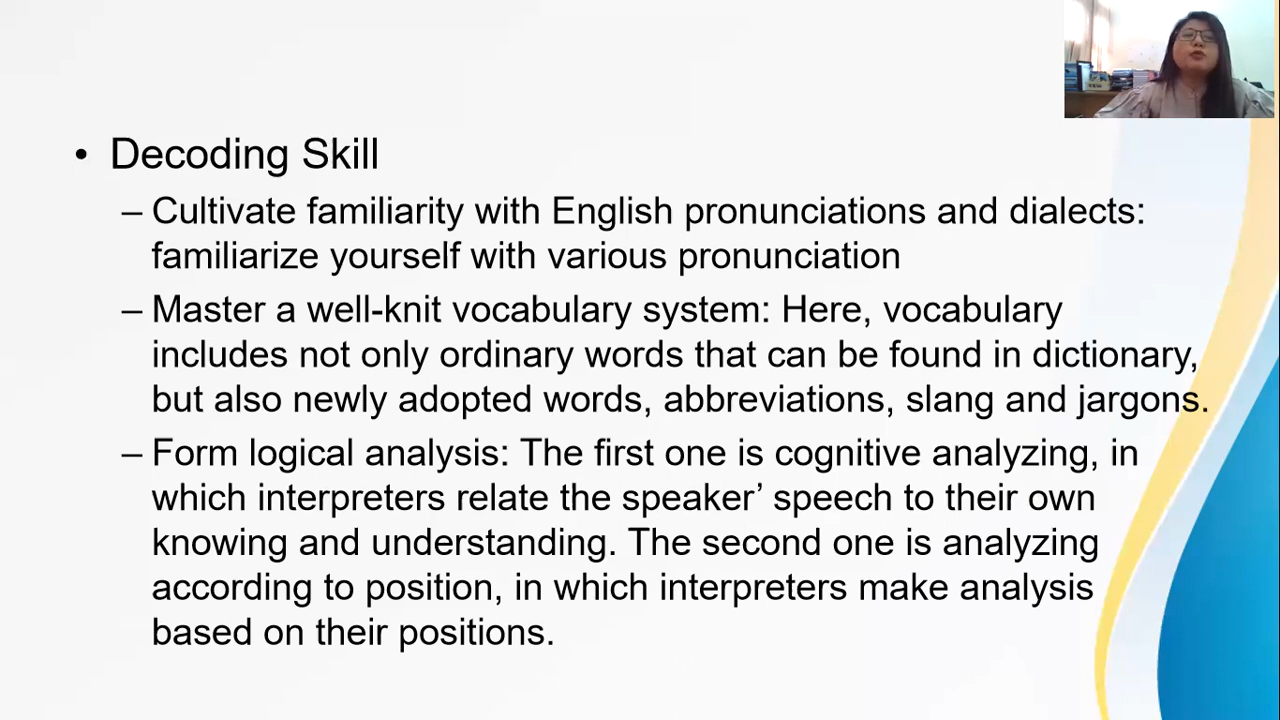 • Decoding Skill
– Cultivate familiarity with English pronunciations and dialects:
familiarize yourself with various pronunciation
– Master a well-knit vocabulary system: Here, vocabulary
includes not only ordinary words that can be found in dictionary,
but also newly adopted words, abbreviations, slang and jargons.
– Form logical analysis: The first one is cognitive analyzing, in
which interpreters relate the speaker’ speech to their own
knowing and understanding. The second one is analyzing
according to position, in which interpreters make analysis
based on their positions.